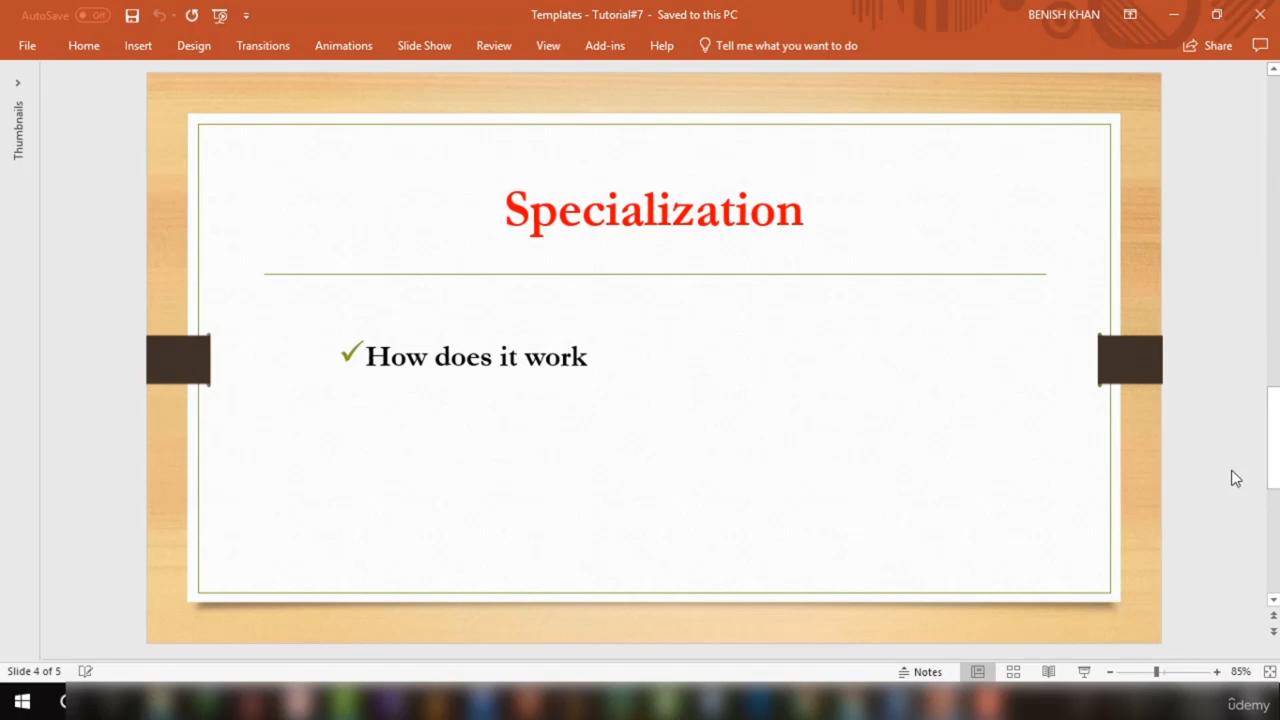 AutoSave Off Templates - Tutorial#7 - Saved to this PC BENISH KHAN
File Home Insert Design Transitions Animations Slide Show Review View Add-ins Help Tell me what you want to do Share
Thumbnails
Specialization
✓How does it work
Slide 4 of 5 Notes 85%
ûdemy